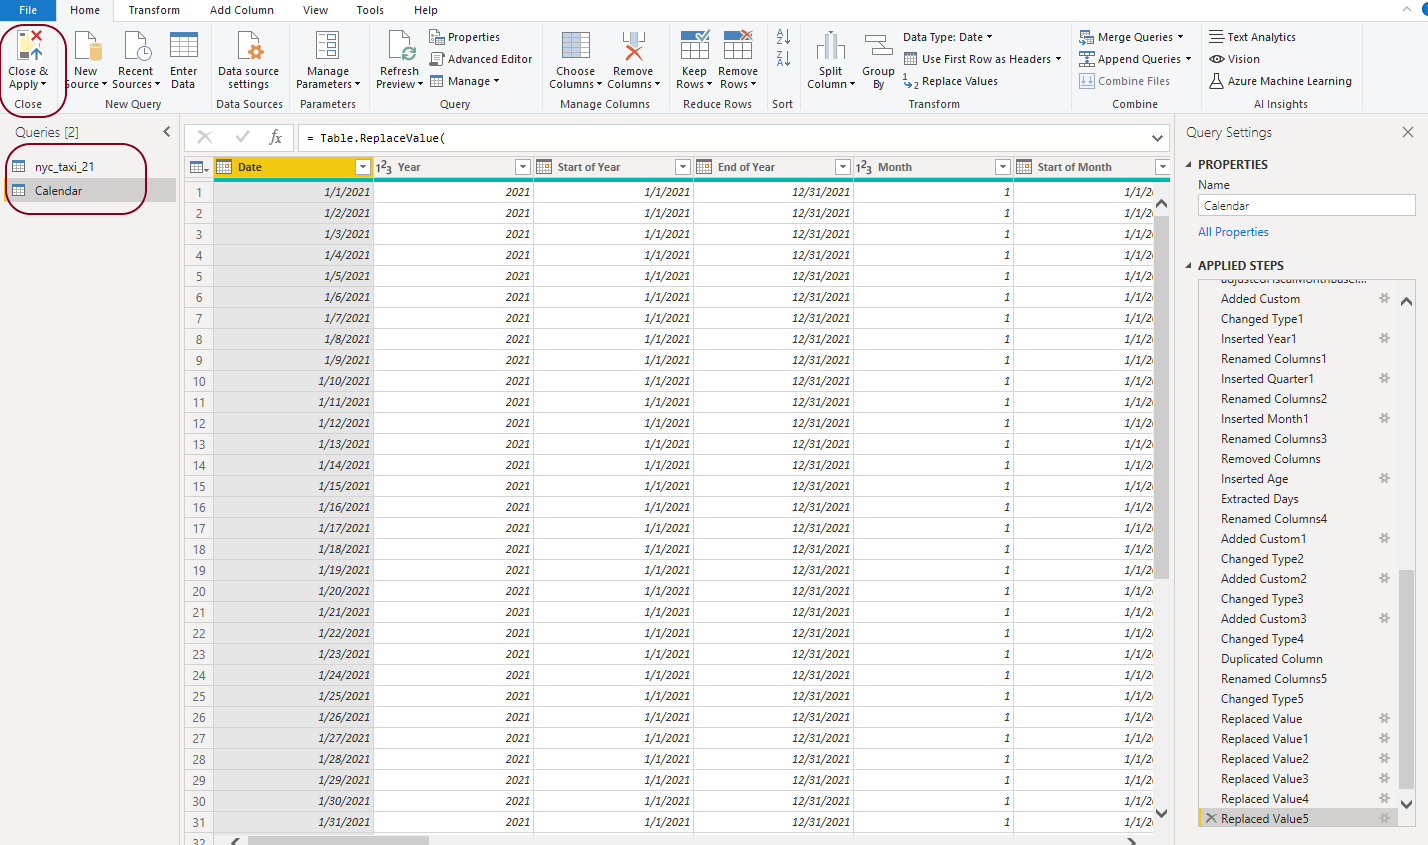 File Home Transform Add Column View Tools Help
Close & Apply
New Source
Recent Sources
Enter Data
Data source settings
Manage Parameters
Refresh Preview
Properties
Advanced Editor
Manage
Choose Columns
Remove Columns
Keep Rows
Remove Rows
A
Z
Z
A
Split Column
Group By
Data Type: Date
Use First Row as Headers
1
2 Replace Values
Merge Queries
Append Queries
Combine Files
Text Analytics
Vision
Azure Machine Learning
Close New Query Data Sources Parameters Query Manage Columns Reduce Rows Sort Transform Combine AI Insights
Queries [2]
nyc_taxi_21
Calendar
fx = Table.ReplaceValue(
Date 123 Year Start of Year End of Year 123 Month Start of Month
1 1/1/2021 2021 1/1/2021 12/31/2021 1 1/1/2
2 1/2/2021 2021 1/1/2021 12/31/2021 1 1/1/2
3 1/3/2021 2021 1/1/2021 12/31/2021 1 1/1/2
4 1/4/2021 2021 1/1/2021 12/31/2021 1 1/1/2
5 1/5/2021 2021 1/1/2021 12/31/2021 1 1/1/2
6 1/6/2021 2021 1/1/2021 12/31/2021 1 1/1/2
7 1/7/2021 2021 1/1/2021 12/31/2021 1 1/1/2
8 1/8/2021 2021 1/1/2021 12/31/2021 1 1/1/2
9 1/9/2021 2021 1/1/2021 12/31/2021 1 1/1/2
10 1/10/2021 2021 1/1/2021 12/31/2021 1 1/1/2
11 1/11/2021 2021 1/1/2021 12/31/2021 1 1/1/2
12 1/12/2021 2021 1/1/2021 12/31/2021 1 1/1/2
13 1/13/2021 2021 1/1/2021 12/31/2021 1 1/1/2
14 1/14/2021 2021 1/1/2021 12/31/2021 1 1/1/2
15 1/15/2021 2021 1/1/2021 12/31/2021 1 1/1/2
16 1/16/2021 2021 1/1/2021 12/31/2021 1 1/1/2
17 1/17/2021 2021 1/1/2021 12/31/2021 1 1/1/2
18 1/18/2021 2021 1/1/2021 12/31/2021 1 1/1/2
19 1/19/2021 2021 1/1/2021 12/31/2021 1 1/1/2
20 1/20/2021 2021 1/1/2021 12/31/2021 1 1/1/2
21 1/21/2021 2021 1/1/2021 12/31/2021 1 1/1/2
22 1/22/2021 2021 1/1/2021 12/31/2021 1 1/1/2
23 1/23/2021 2021 1/1/2021 12/31/2021 1 1/1/2
24 1/24/2021 2021 1/1/2021 12/31/2021 1 1/1/2
25 1/25/2021 2021 1/1/2021 12/31/2021 1 1/1/2
26 1/26/2021 2021 1/1/2021 12/31/2021 1 1/1/2
27 1/27/2021 2021 1/1/2021 12/31/2021 1 1/1/2
28 1/28/2021 2021 1/1/2021 12/31/2021 1 1/1/2
29 1/29/2021 2021 1/1/2021 12/31/2021 1 1/1/2
30 1/30/2021 2021 1/1/2021 12/31/2021 1 1/1/2
31 1/31/2021 2021 1/1/2021 12/31/2021 1 1/1/2
32
Query Settings
PROPERTIES
Name
Calendar
All Properties
APPLIED STEPS
Added Custom
Changed Type1
Inserted Year1
Renamed Columns1
Inserted Quarter1
Renamed Columns2
Inserted Month1
Renamed Columns3
Removed Columns
Inserted Age
Extracted Days
Renamed Columns4
Added Custom1
Changed Type2
Added Custom2
Changed Type3
Added Custom3
Changed Type4
Duplicated Column
Renamed Columns5
Changed Type5
Replaced Value
Replaced Value1
Replaced Value2
Replaced Value3
Replaced Value4
Replaced Value5